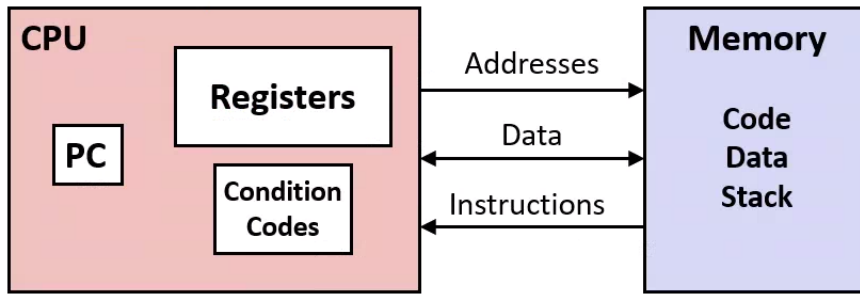 CPU
Registers
PC
Condition
Codes
Addresses
Data
Instructions
Memory
Code
Data
Stack